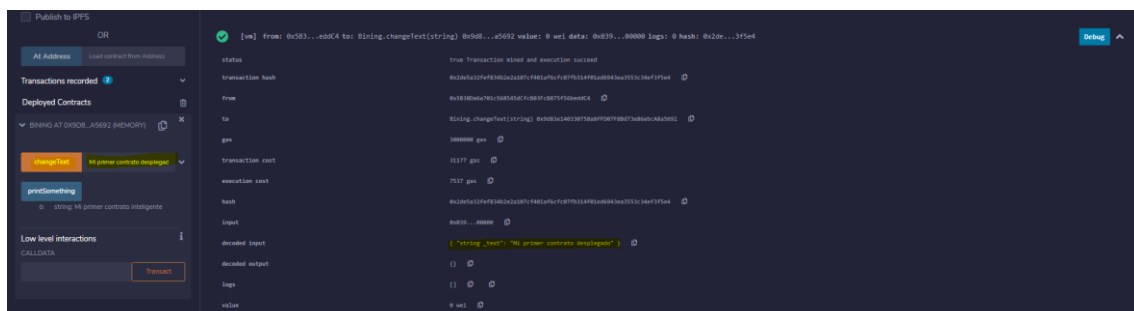 Publish to IPFS
OR
At Address Load contract from Address
Transactions recorded 2
Deployed Contracts
BINING AT 0X9D8...A5692 (MEMORY)
changeText Mi primer contrato desplegad
printSomething
0: string: Mi primer contrato inteligente
Low level interactions
CALLDATA
Transact
[vm] from: 0x5B3...eddC4 to: Bining.changeText(string) 0x9d8...a5692 value: 0 wei data: 0x839...00000 logs: 0 hash: 0x2de...3f5e4
Debug
status true Transaction mined and execution succeed
transaction hash
from 0x5B38Da6a701c568545dCfcB03FcB875f56beddC4
to Bining.changeText(string)
gas 3000000 gas
transaction cost 31177 gas
execution cost 7537 gas
hash
input 0x839...00000
decoded input { "string _text": "Mi primer contrato desplegado" }
decoded output {}
logs []
value 0 wei